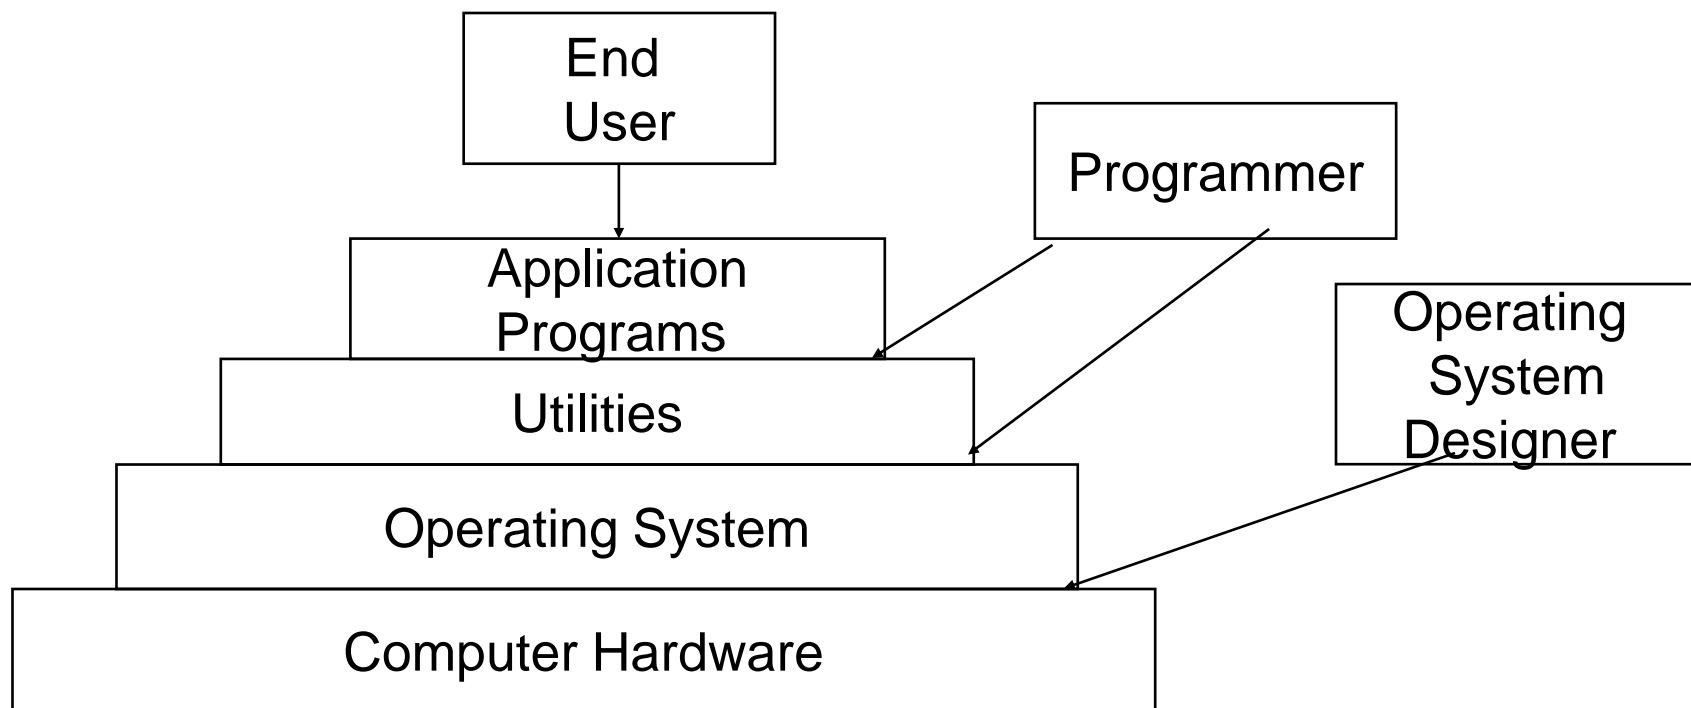 End
User
Programmer
Application
Programs
Operating
System
Designer
Utilities
Operating System
Computer Hardware